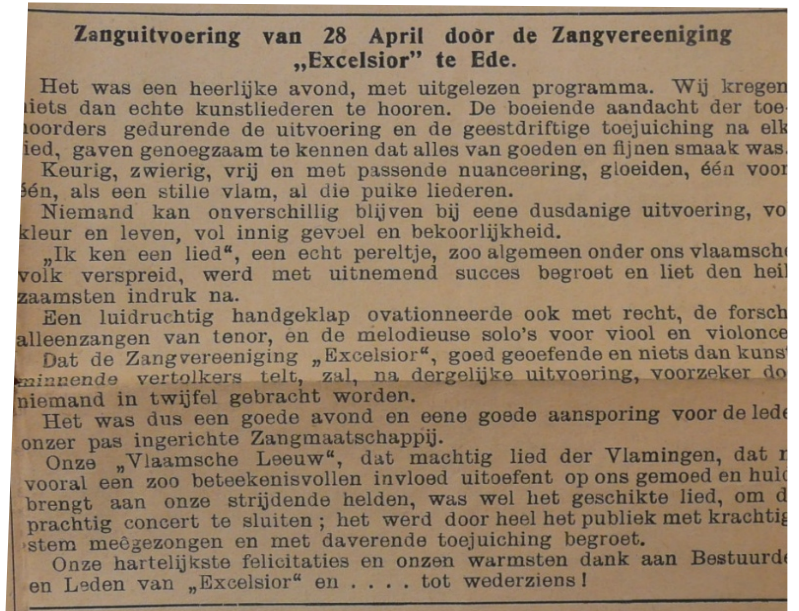 Zanguitvoering van 28 April door de Zangvereeniging
„Excelsior” te Ede.
Het was een heerlijke avond, met uitgelezen programma. Wij kregen
niets dan echte kunstliederen te hooren. De boeiende aandacht der toe-
hoorders gedurende de uitvoering en de geestdriftige toejuiching na elk
lied, gaven genoegzaam te kennen dat alles van goeden en fijnen smaak was.
Keurig, zwierig, vrij en met passende nuanceering, gloeiden, één voor
één, als een stille vlam, al die puike liederen.
Niemand kan onverschillig blijven bij eene dusdanige uitvoering, vo
kleur en leven, vol innig gevoel en bekoorlijkheid.
„Ik ken een lied“, een echt pereltje, zoo algemeen onder ons vlaamsche
volk verspreid, werd met uitnemend succes begroet en liet den heil
zaamsten indruk na.
Een luidruchtig handgeklap ovationneerde ook met recht, de forsch
alleenzangen van tenor, en de melodieuse solo's voor viool en violonce
Dat de Zangvereeniging „Excelsior“, goed geoefende en niets dan kuns
minnende vertolkers telt, zal, na dergelijke uitvoering, voorzeker do
niemand in twijfel gebracht worden.
Het was dus een goede avond en eene goede aansporing voor de lede
onzer pas ingerichte Zangmaatschappij.
Onze „Vlaamsche Leeuw“, dat machtig lied der Vlamingen, dat n
vooral een zoo beteekenisvollen invloed uitoefent op ons gemoed en huid
brengt aan onze strijdende helden, was wel het geschikte lied, om d
prachtig concert te sluiten ; het werd door heel het publiek met krachtig
stem meêgezongen en met daverende toejuiching begroet.
Onze hartelijkste felicitaties en onzen warmsten dank aan Bestuurde
en Leden van „Excelsior“ en . . . . tot wederziens !